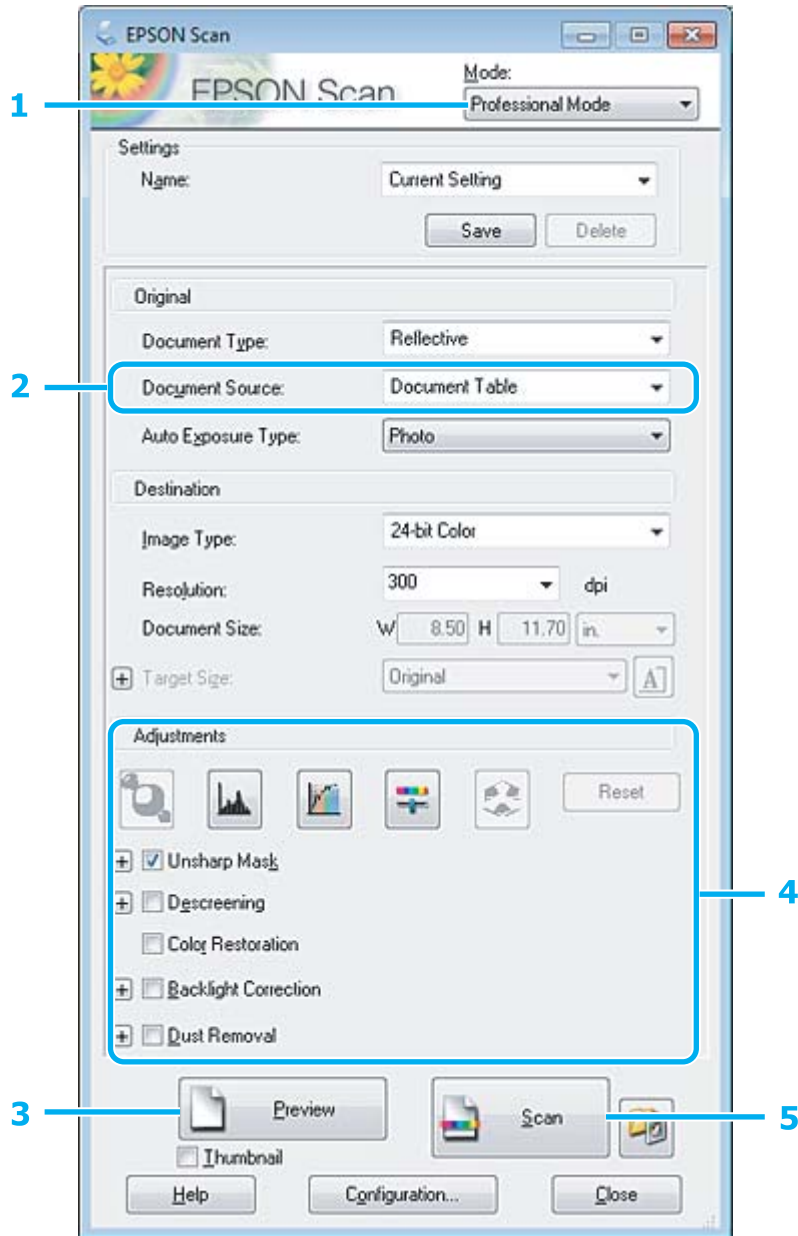 EPSON Scan
EPSON Scan
Mode:
1
Professional Mode
Settings
Name:
Current Setting
Save
Delete
Original
Document Type:
Reflective
2
Document Source:
Document Table
Auto Exposure Type:
Photo
Destination
Image Type:
24-bit Color
Resolution:
300
dpi
Document Size:
W 8.50 H 11.70 in.
Target Size:
Original
A
Adjustments
Reset
Unsharp Mask
4
Descreening
Color Restoration
Backlight Correction
Dust Removal
3
Preview
Scan
5
Thumbnail
Help
Configuration...
Close